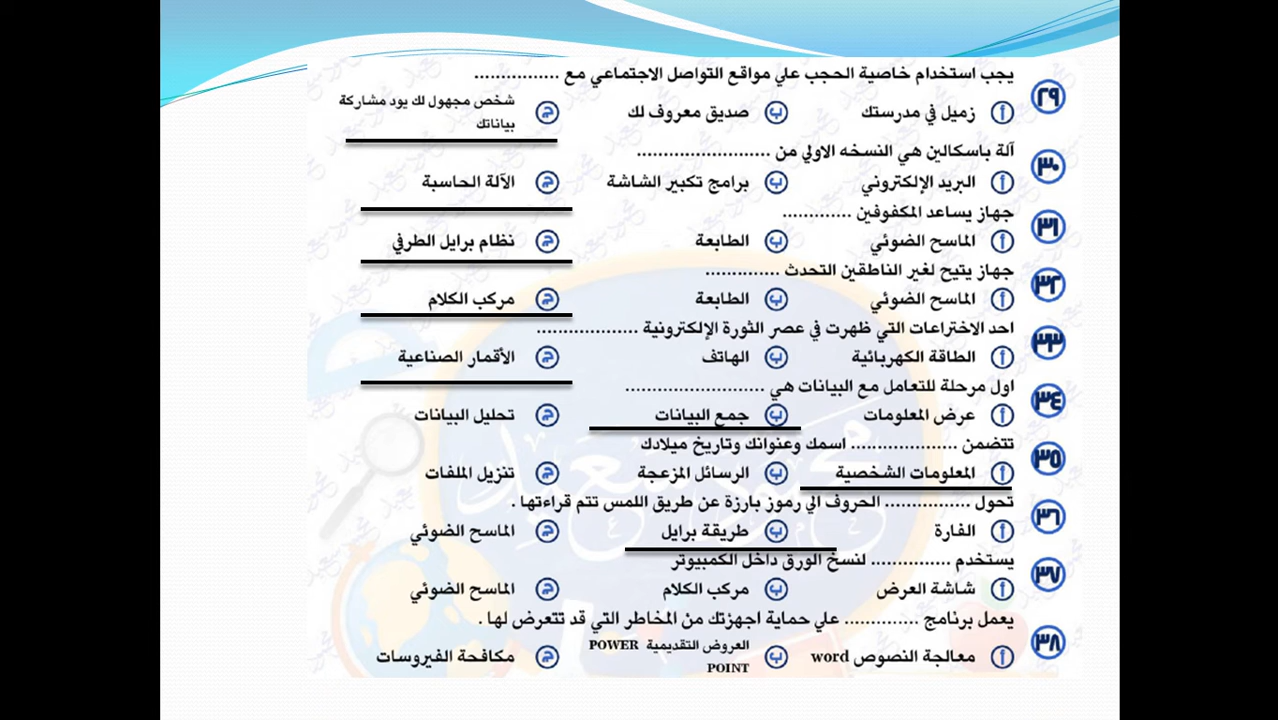 ٢٩ يجب استخدام خاصية الحجب علي مواقع التواصل الاجتماعي مع ................
أ زميل في مدرستك ب صديق معروف لك ج شخص مجهول لك يود مشاركة
بياناتك
٣٠ آلة باسكالين هي النسخه الاولي من .........................
أ البريد الإلكتروني ب برامج تكبير الشاشة ج الآلة الحاسبة
٣١ جهاز يساعد المكفوفين .............
أ الماسح الضوئي ب الطابعة ج نظام برايل الطرفي
٣٢ جهاز يتيح لغير الناطقين التحدث ..............
أ الماسح الضوئي ب الطابعة ج مركب الكلام
٣٣ احد الاختراعات التي ظهرت في عصر الثورة الإلكترونية ...................
أ الطاقة الكهربائية ب الهاتف ج الأقمار الصناعية
٣٤ اول مرحلة للتعامل مع البيانات هي ..........................
أ عرض المعلومات ب جمع البيانات ج تحليل البيانات
٣٥ تتضمن .................... اسمك وعنوانك وتاريخ ميلادك
أ المعلومات الشخصية ب الرسائل المزعجة ج تنزيل الملفات
٣٦ تحول ................ الحروف الي رموز بارزة عن طريق اللمس تتم قراءتها .
أ الفارة ب طريقة برايل ج الماسح الضوئي
٣٧ يستخدم ............... لنسخ الورق داخل الكمبيوتر
أ شاشة العرض ب مركب الكلام ج الماسح الضوئي
٣٨ يعمل برنامج .............. علي حماية اجهزتك من المخاطر التي قد تتعرض لها .
أ معالجة النصوص word ب العروض التقديمية POWER ج مكافحة الفيروسات
POINT